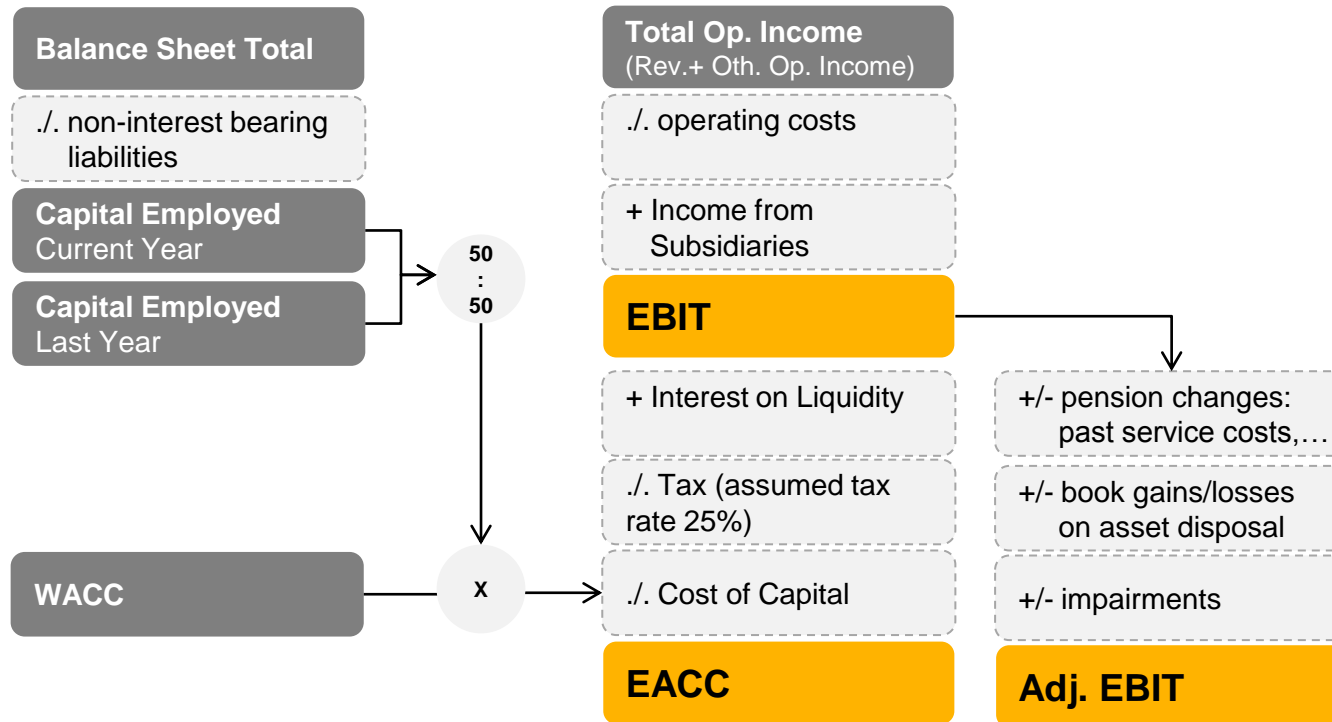 Balance Sheet Total
./. non-interest bearing
liabilities
Capital Employed
Current Year
Capital Employed
Last Year
50
:
50
WACC
X
Total Op. Income
(Rev.+ Oth. Op. Income)
./. operating costs
+ Income from
Subsidiaries
EBIT
+ Interest on Liquidity
./. Tax (assumed tax
rate 25%)
./. Cost of Capital
EACC
+/- pension changes:
past service costs,…
+/- book gains/losses
on asset disposal
+/- impairments
Adj. EBIT